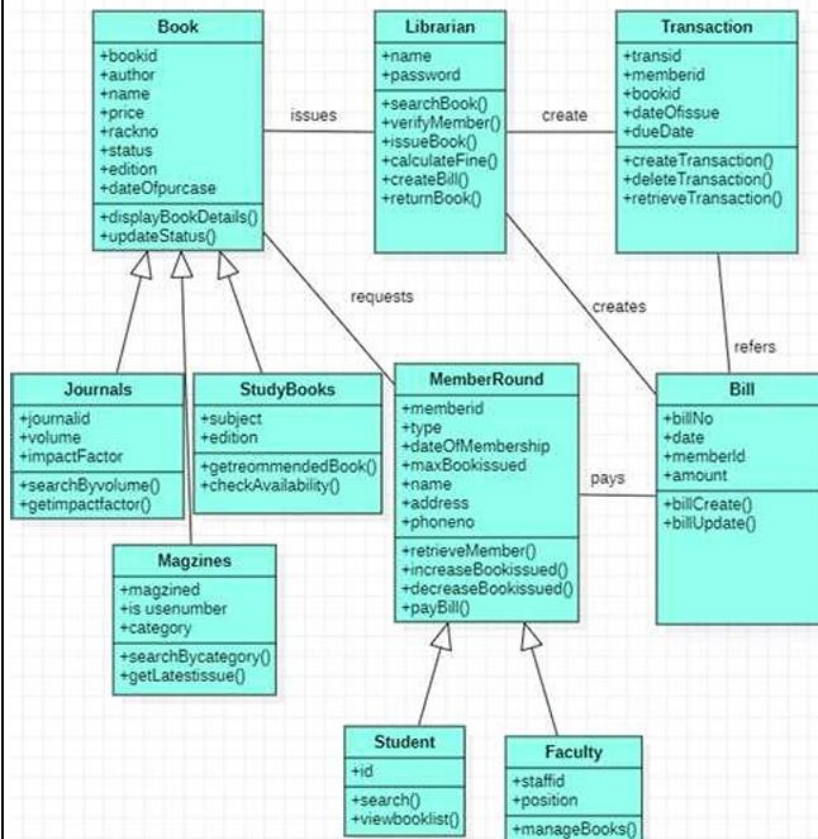 Book
+bookid
+author
+name
+price
+rackno
+status
+edition
+dateOfpurcase
+displayBookDetails()
+updateStatus()
issues
Librarian
+name
+password
+searchBook()
+verifyMember()
+issueBook()
+calculateFine()
+createBill()
+returnBook()
create
Transaction
+transid
+memberid
+bookid
+dateOfissue
+dueDate
+createTransaction()
+deleteTransaction()
+retrieveTransaction()
requests
creates
refers
Journals
+journalid
+volume
+impactFactor
+searchByvolume()
+getimpactfactor()
StudyBooks
+subject
+edition
+getreommendedBook()
+checkAvailability()
MemberRound
+memberid
+type
+dateOfMembership
+maxBookissued
+name
+address
+phoneno
+retrieveMember()
+increaseBookissued()
+decreaseBookissued()
+payBill()
pays
Bill
+billNo
+date
+memberId
+amount
+billCreate()
+billUpdate()
Magzines
+magzined
+is usenumber
+category
+searchBycategory()
+getLatestissue()
Student
+id
+search()
+viewbooklist()
Faculty
+staffid
+position
+manageBooks()